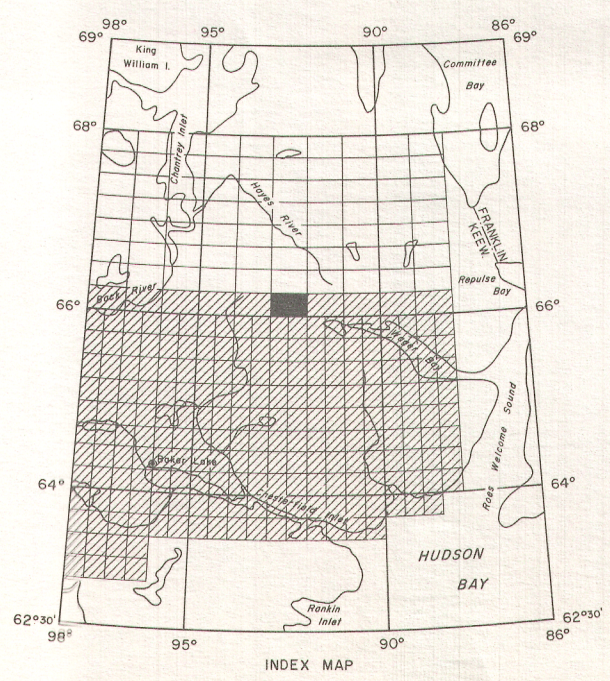 98° 95° 90° 86°
69° 69°
King
William I.
Committee
Bay
68° 68°
Chantrey Inlet
Hayes
River
FRANKLIN
KEEW.
Repulse
Bay
Back River
66° 66°
Wager Bay
Roes Welcome Sound
Baker Lake
64° 64°
Chesterfield Inlet
HUDSON
BAY
Rankin
Inlet
62°30' 62°30'
98° 95° 90° 86°
INDEX MAP